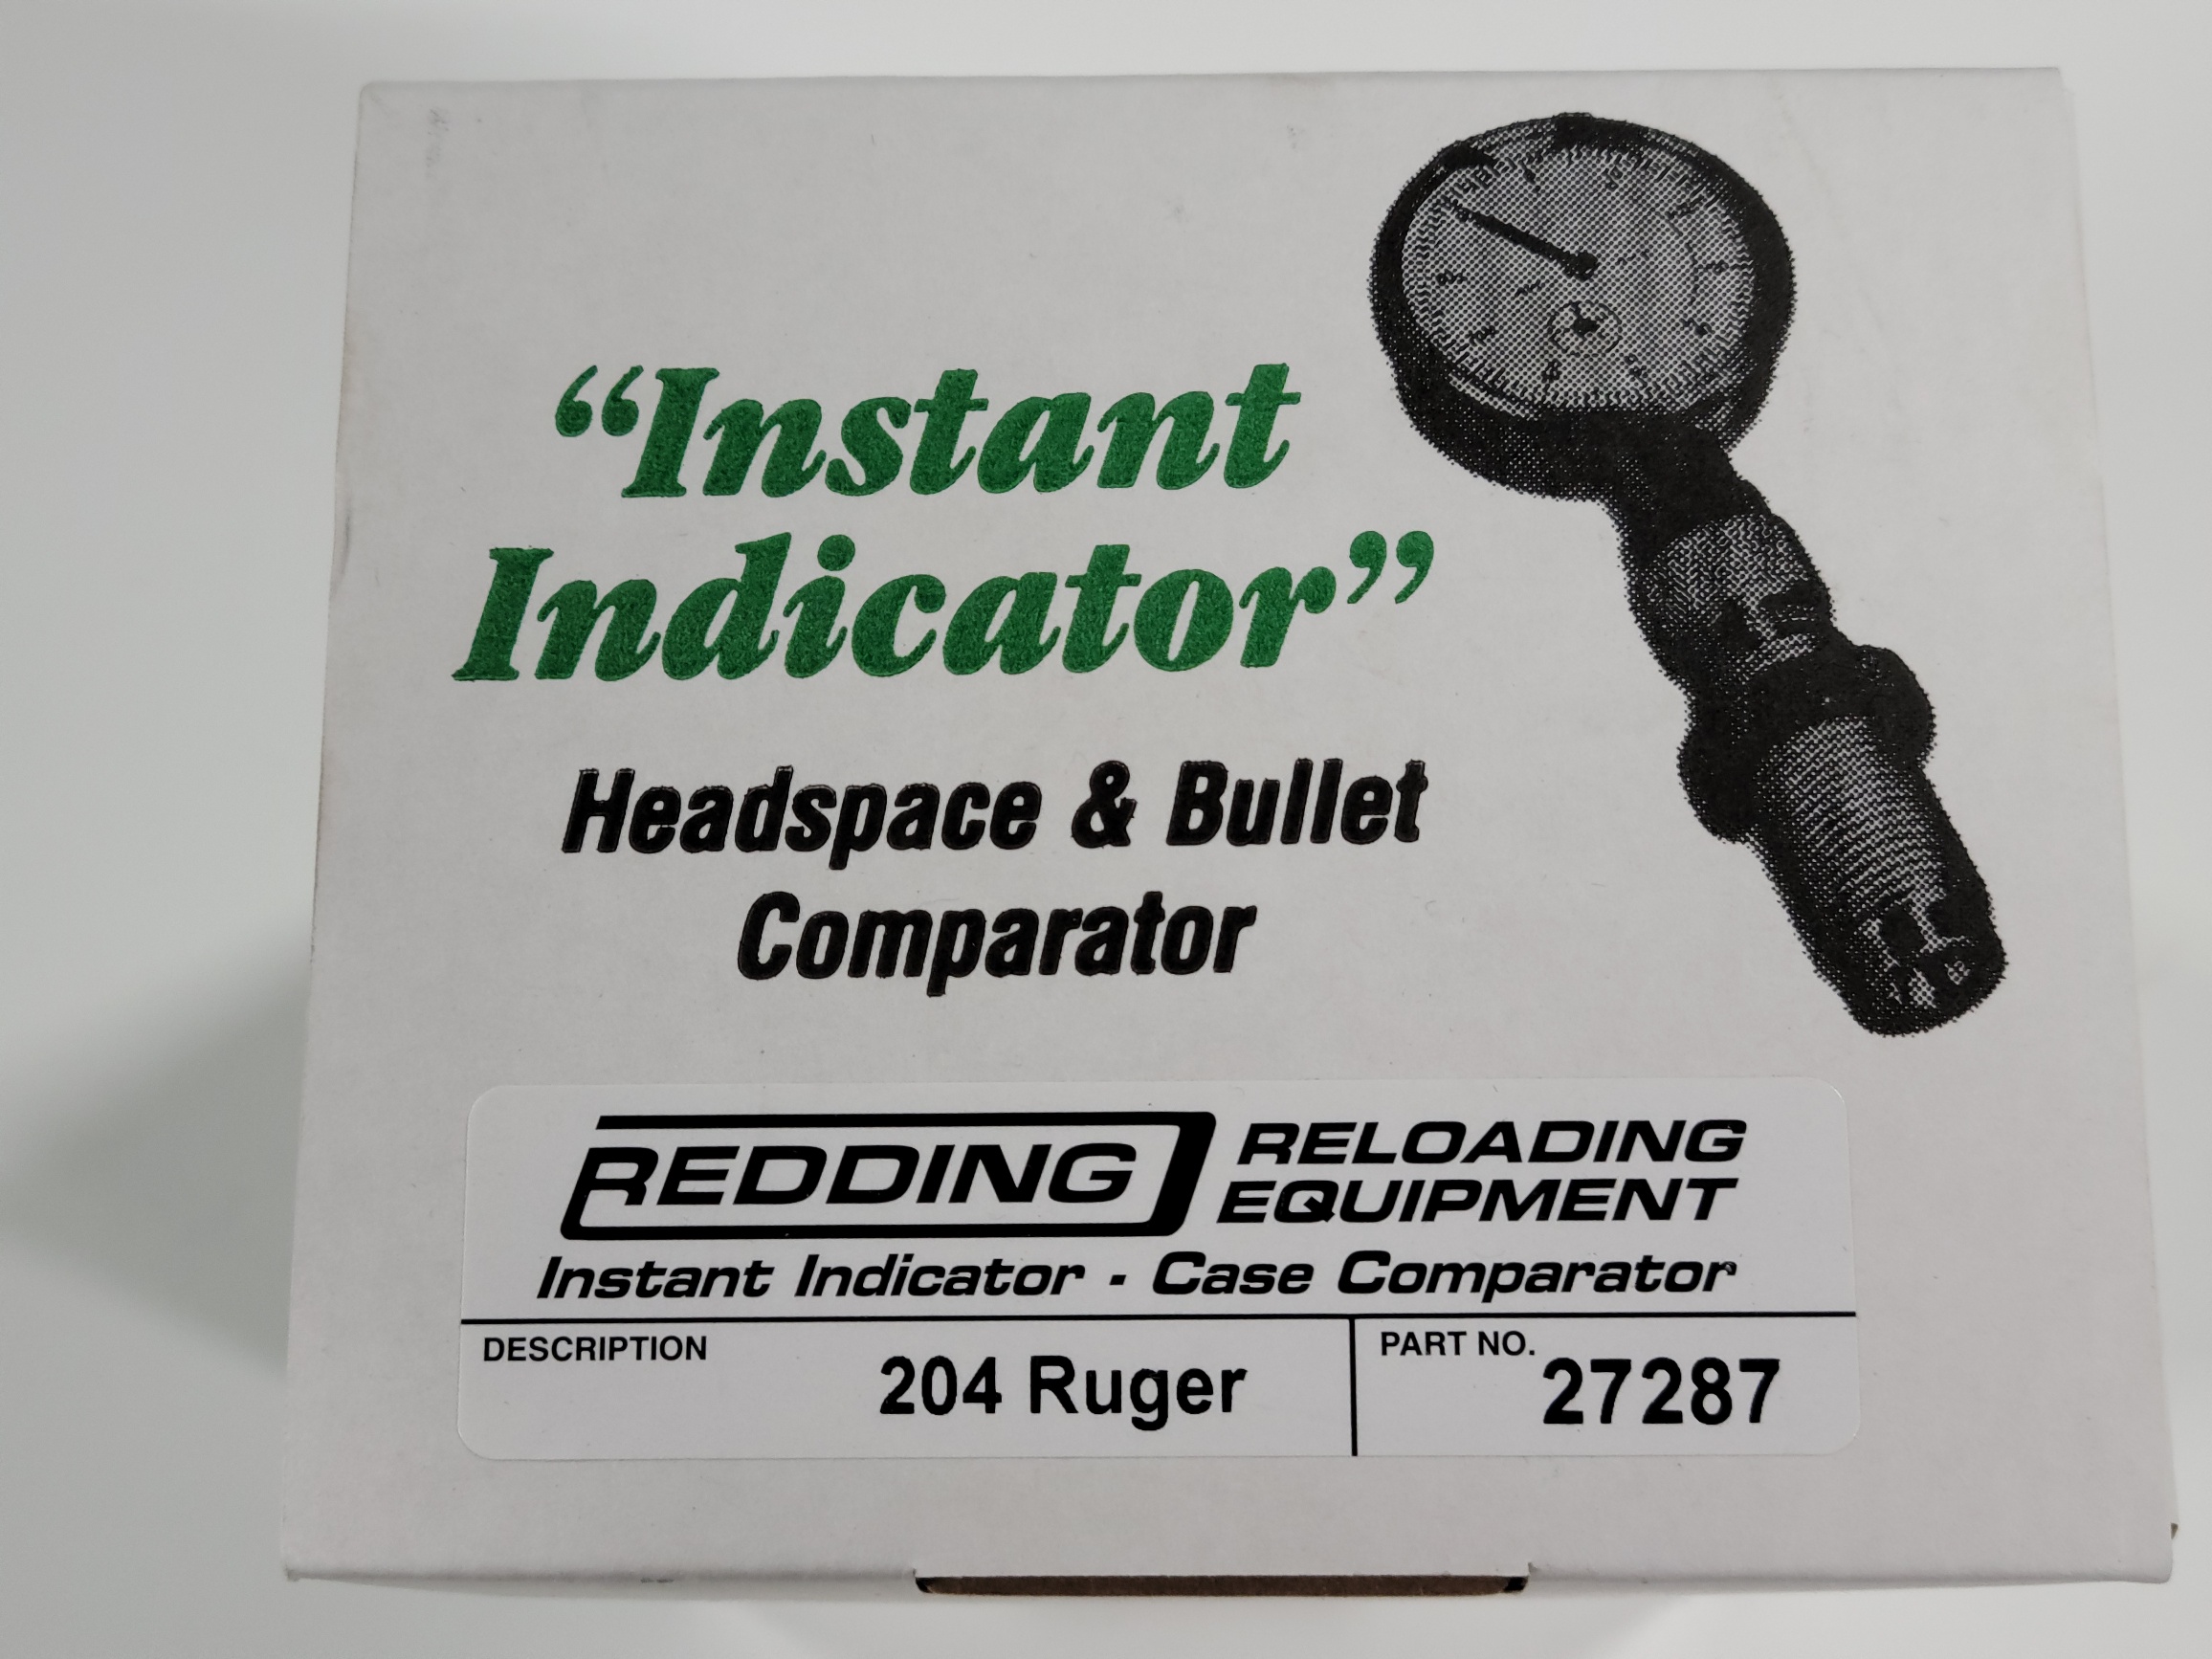 “Instant
Indicator”
Headspace & Bullet
Comparator
REDDING RELOADING
EQUIPMENT
Instant Indicator - Case Comparator
DESCRIPTION 204 Ruger PART NO. 27287